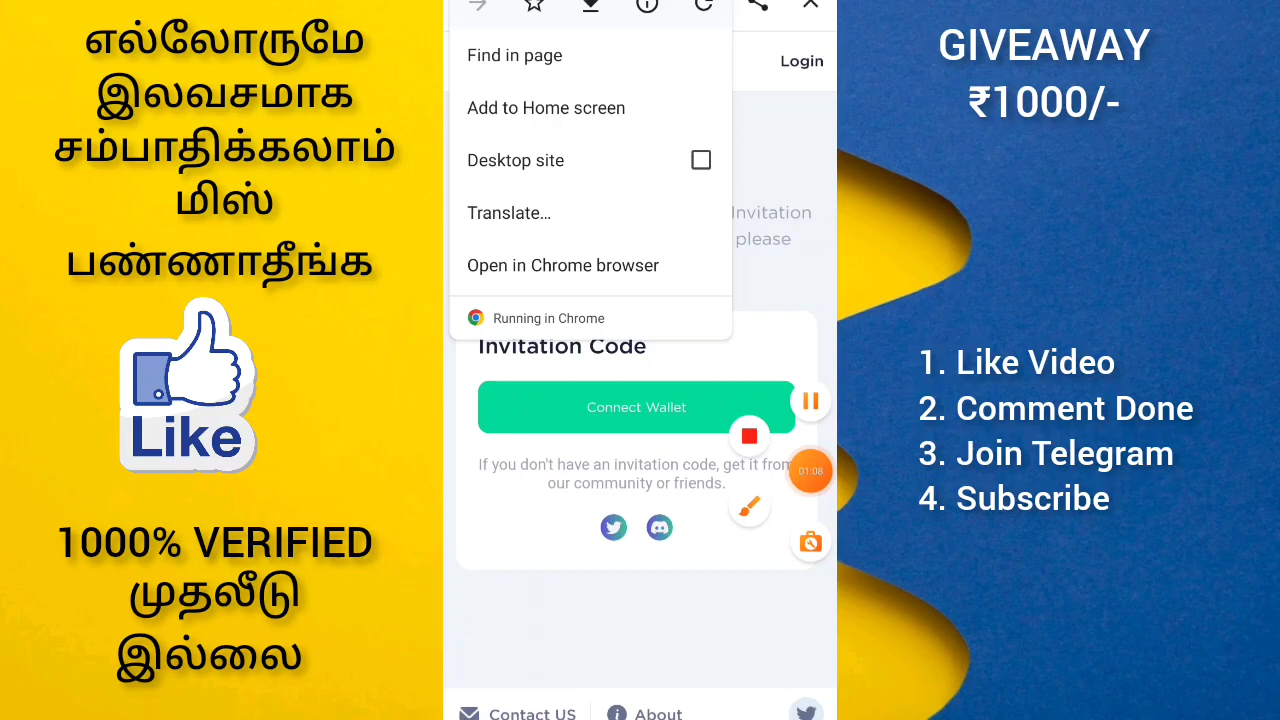 எல்லோருமே
இலவசமாக
சம்பாதிக்கலாம்
மிஸ்
பண்ணாதீங்க
Like
1000% VERIFIED
முதலீடு
இல்லை
Find in page
Login
Add to Home screen
Desktop site
Translate...
Invitation
please
Open in Chrome browser
Running in Chrome
Invitation Code
Connect Wallet
If you don't have an invitation code, get it from
our community or friends.
01:08
Contact US
About
GIVEAWAY
₹1000/-
1. Like Video
2. Comment Done
3. Join Telegram
4. Subscribe